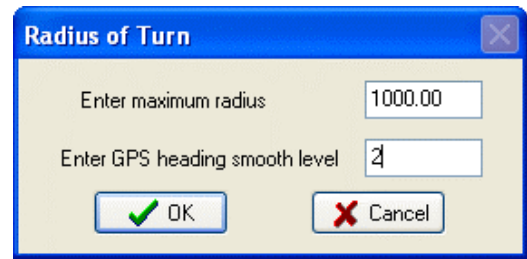 Radius of Turn
Enter maximum radius 1000.00
Enter GPS heading smooth level 2
OK Cancel